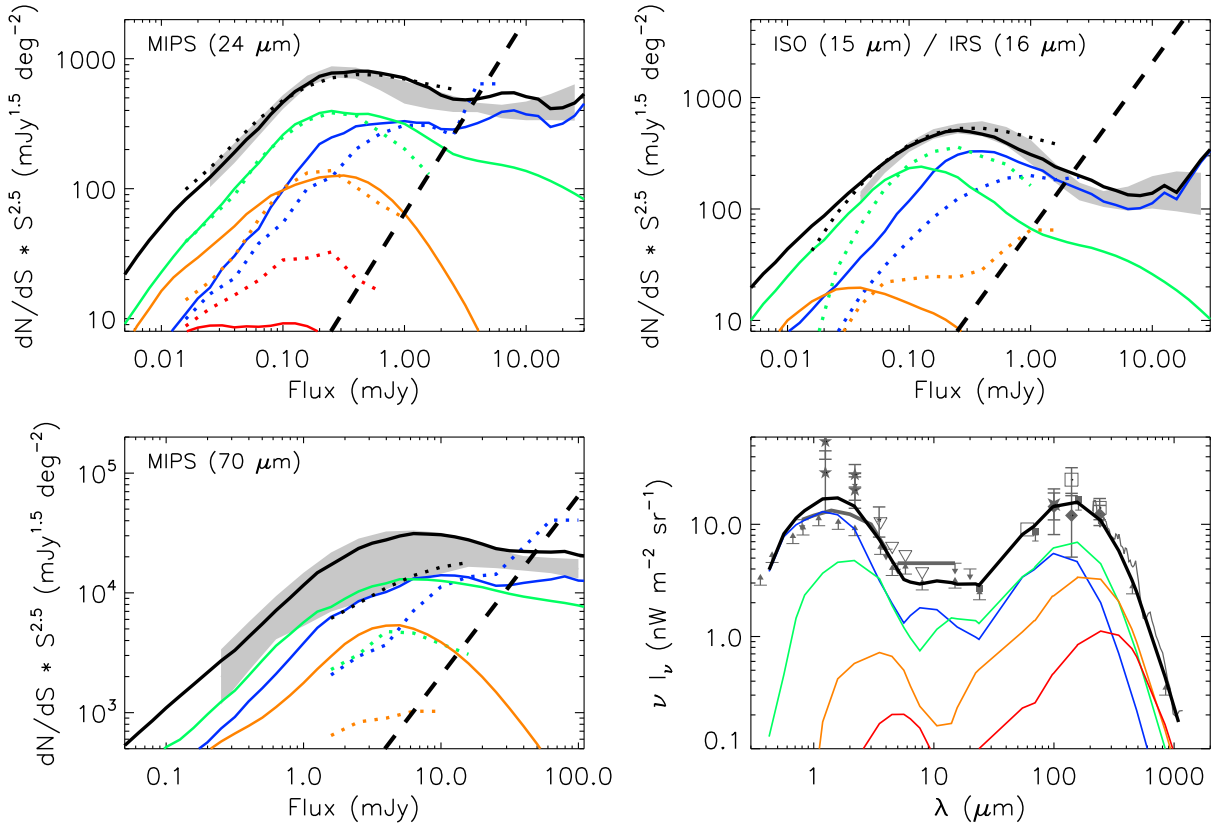 MIPS (24 μm)
dN/dS * S^2.5 (mJy^1.5 deg^-2)
1000
100
10
0.01 0.10 1.00 10.00
Flux (mJy)
ISO (15 μm) / IRS (16 μm)
dN/dS * S^2.5 (mJy^1.5 deg^-2)
1000
100
10
0.01 0.10 1.00 10.00
Flux (mJy)
MIPS (70 μm)
dN/dS * S^2.5 (mJy^1.5 deg^-2)
10^5
10^4
10^3
0.1 1.0 10.0 100.0
Flux (mJy)
ν I_ν (nW m^-2 sr^-1)
10.0
1.0
0.1
1 10 100 1000
λ (μm)